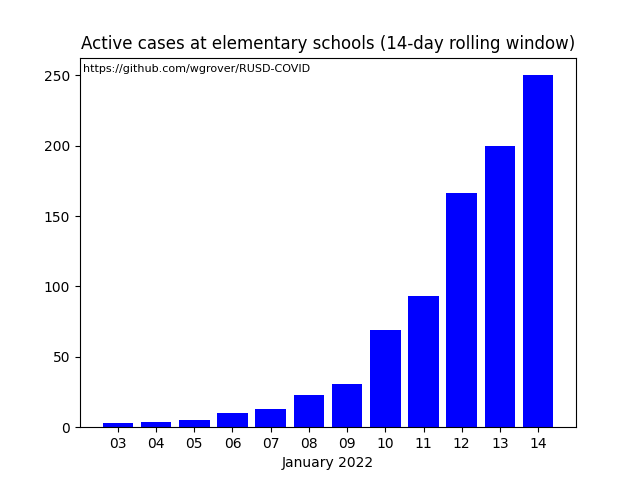 Active cases at elementary schools (14-day rolling window)
https://github.com/wgrover/RUSD-COVID
250
200
150
100
50
0
03 04 05 06 07 08 09 10 11 12 13 14
January 2022